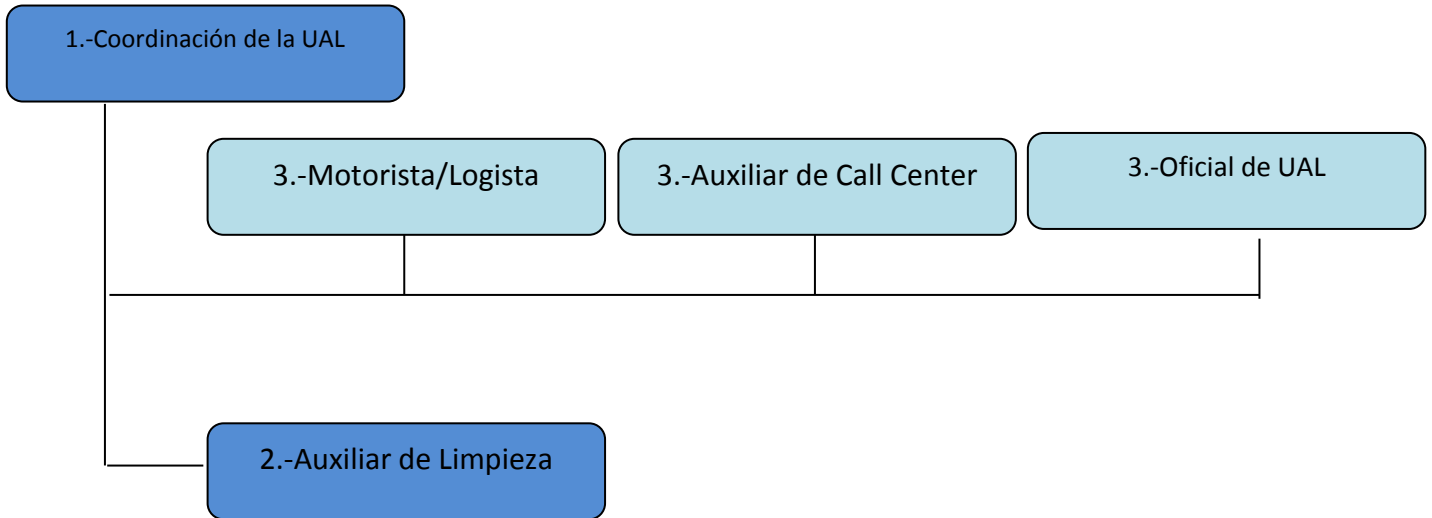 1.-Coordinación de la UAL
3.-Motorista/Logista
3.-Auxiliar de Call Center
3.-Oficial de UAL
2.-Auxiliar de Limpieza